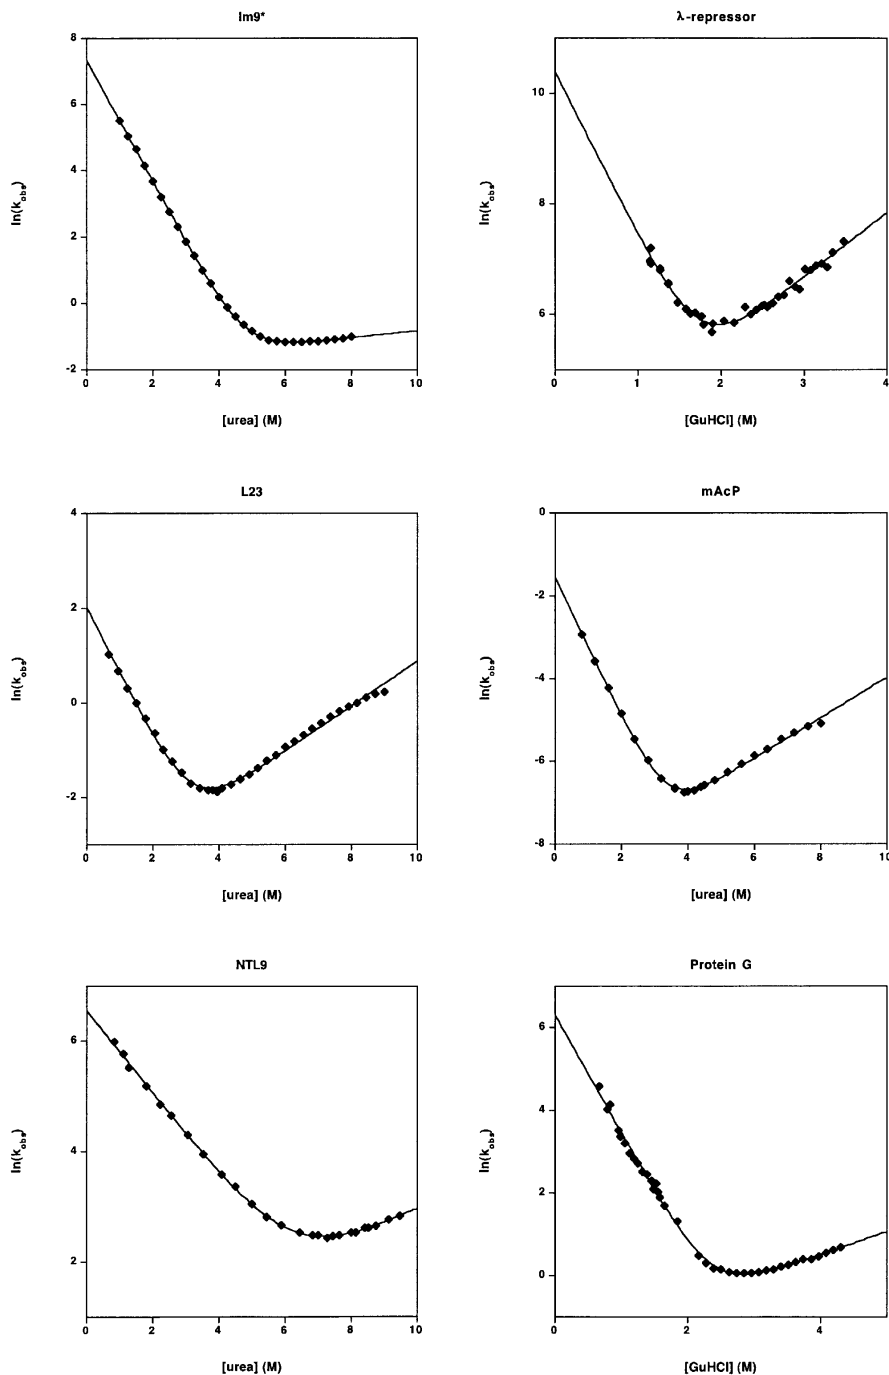 Im9*
8
6
4
2
0
-2
ln(kobs)
0 2 4 6 8 10
[urea] (M)
λ-repressor
10
8
6
ln(kobs)
0 1 2 3 4
[GuHCl] (M)
L23
4
2
0
-2
ln(kobs)
0 2 4 6 8 10
[urea] (M)
mAcP
0
-2
-4
-6
-8
ln(kobs)
0 2 4 6 8 10
[urea] (M)
NTL9
6
4
2
ln(kobs)
0 2 4 6 8 10
[urea] (M)
Protein G
6
4
2
0
ln(kobs)
0 2 4
[GuHCl] (M)